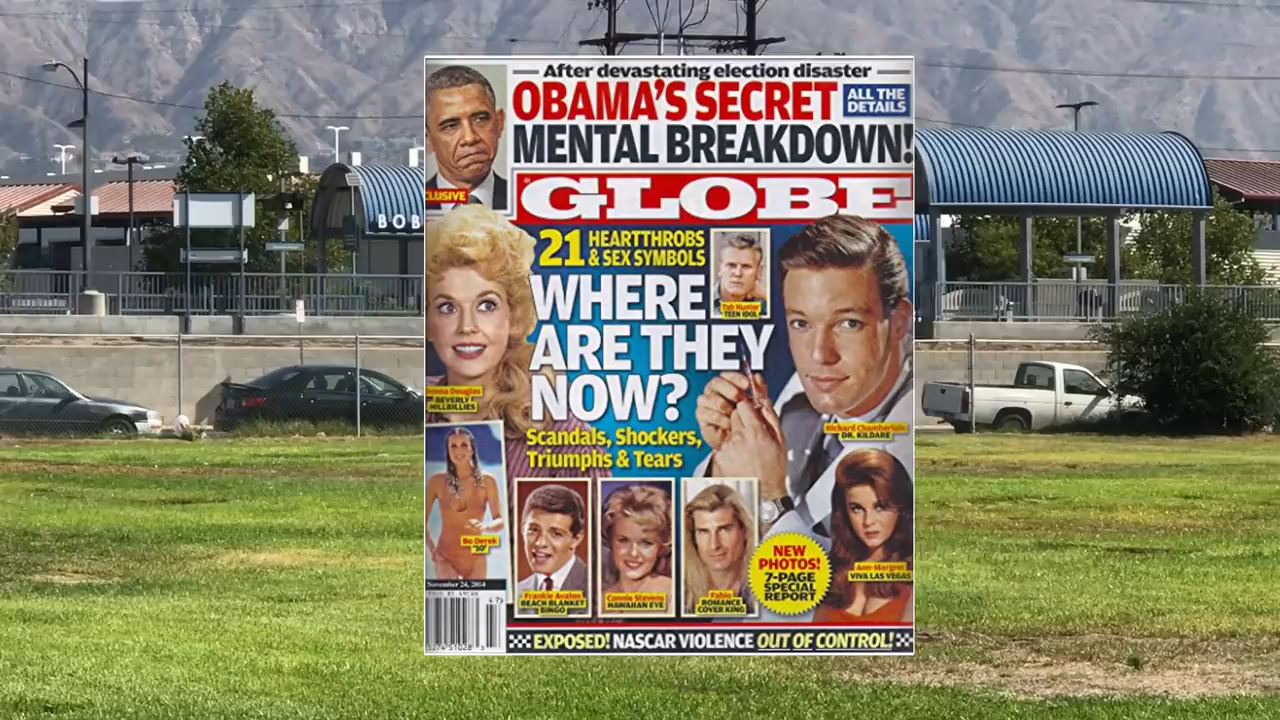 After devastating election disaster
OBAMA'S SECRET
MENTAL BREAKDOWN!
ALL THE
DETAILS
CLUSIVE
GLOBE
21 HEARTTHROBS
& SEX SYMBOLS
WHERE
ARE THEY
NOW?
Scandals, Shockers,
Triumphs & Tears
Tab Hunter
TEEN IDOL
onna Douglas
BEVERLY
HILLBILLIES
Richard Chamberlain
DR. KILDARE
Bo Derek
'10'
Frankie Avalon
BEACH BLANKET
BINGO
Connie Stevens
HAWAIIAN EYE
Fabio
ROMANCE
COVER KING
NEW
PHOTOS!
7-PAGE
SPECIAL
REPORT
Ann-Margret
VIVA LAS VEGAS
November 24, 2014
EXPOSED! NASCAR VIOLENCE OUT OF CONTROL!
BOB